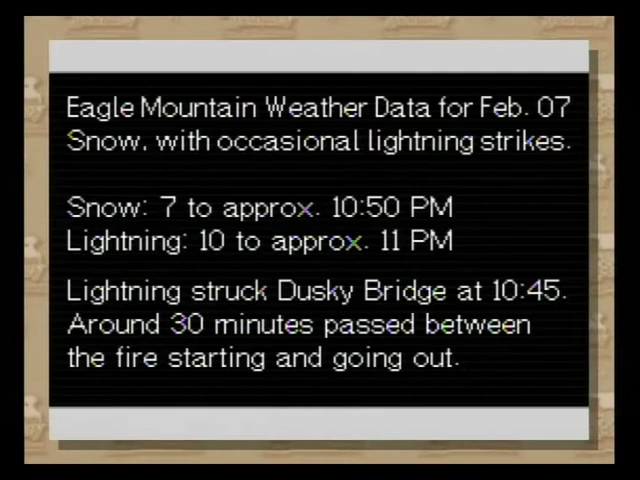 Eagle Mountain Weather Data for Feb. 07
Snow, with occasional lightning strikes.
Snow: 7 to approx. 10:50 PM
Lightning: 10 to approx. 11 PM
Lightning struck Dusky Bridge at 10:45.
Around 30 minutes passed between
the fire starting and going out.